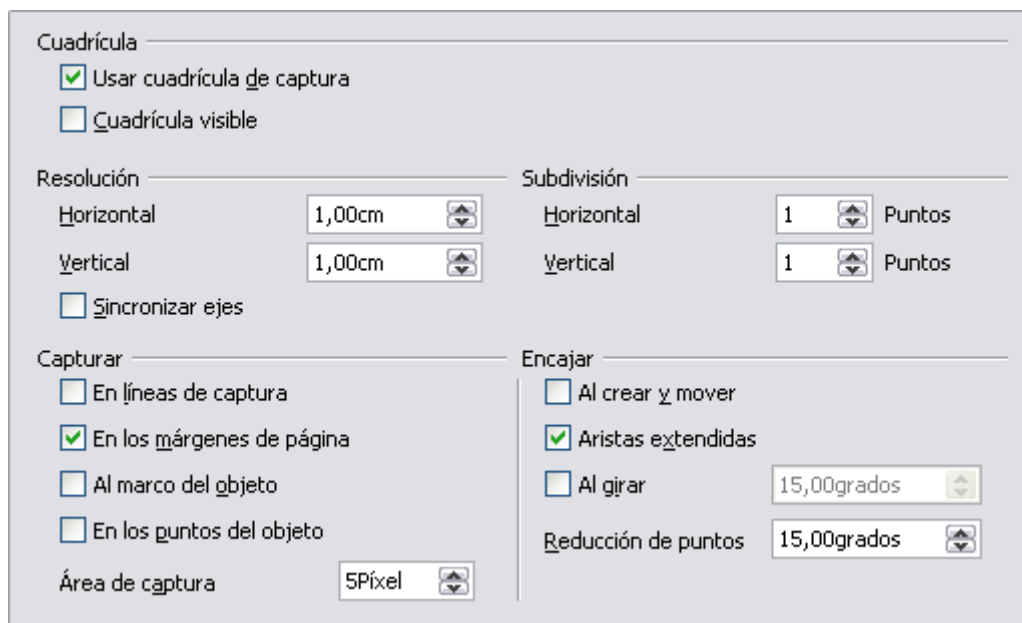 Cuadrícula
Usar cuadrícula de captura
Cuadrícula visible
Resolución
Horizontal 1,00cm
Vertical 1,00cm
Sincronizar ejes
Subdivisión
Horizontal 1 Puntos
Vertical 1 Puntos
Capturar
En líneas de captura
En los márgenes de página
Al marco del objeto
En los puntos del objeto
Área de captura 5Píxel
Encajar
Al crear y mover
Aristas extendidas
Al girar 15,00grados
Reducción de puntos 15,00grados